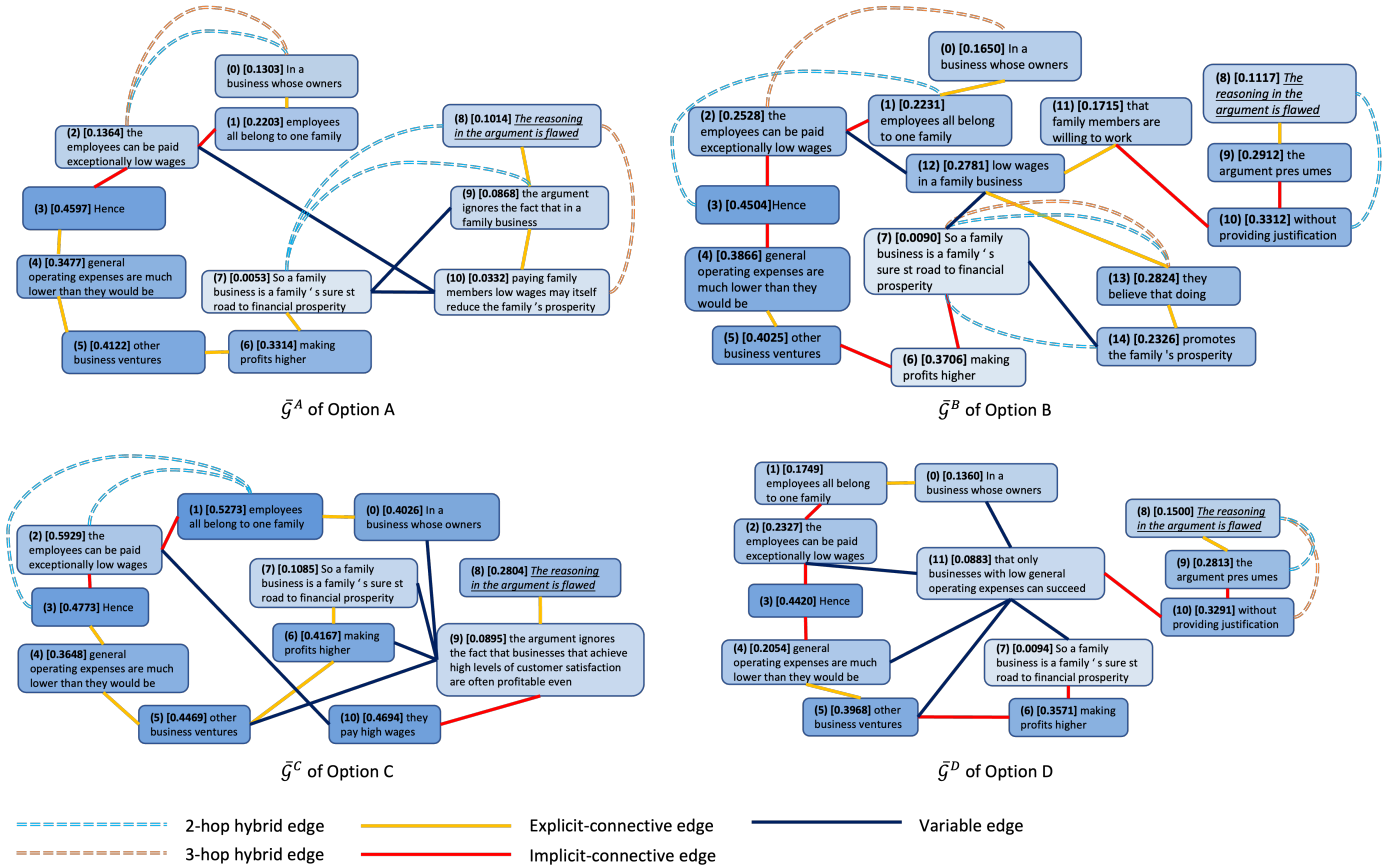 (0) [0.1303] In a
business whose owners
(1) [0.2203] employees
all belong to one family
(2) [0.1364] the
employees can be paid
exceptionally low wages
(3) [0.4597] Hence
(4) [0.3477] general
operating expenses are much
lower than they would be
(5) [0.4122] other
business ventures
(6) [0.3314] making
profits higher
(7) [0.0053] So a family
business is a family ' s sure st
road to financial prosperity
(8) [0.1014] The reasoning
in the argument is flawed
(9) [0.0868] the argument
ignores the fact that in a
family business
(10) [0.0332] paying family
members low wages may itself
reduce the family 's prosperity
𝒢̄ᴬ of Option A
(0) [0.1650] In a
business whose owners
(1) [0.2231]
employees all belong
to one family
(2) [0.2528] the
employees can be paid
exceptionally low wages
(3) [0.4504]Hence
(4) [0.3866] general
operating expenses are
much lower than they
would be
(5) [0.4025] other
business ventures
(6) [0.3706] making
profits higher
(7) [0.0090] So a family
business is a family ' s
sure st road to financial
prosperity
(8) [0.1117] The
reasoning in the
argument is flawed
(9) [0.2912] the
argument pres umes
(10) [0.3312] without
providing justification
(11) [0.1715] that
family members are
willing to work
(12) [0.2781] low wages
in a family business
(13) [0.2824] they
believe that doing
(14) [0.2326] promotes
the family 's prosperity
𝒢̄ᴮ of Option B
(0) [0.4026] In a
business whose owners
(1) [0.5273] employees
all belong to one family
(2) [0.5929] the
employees can be paid
exceptionally low wages
(3) [0.4773] Hence
(4) [0.3648] general
operating expenses are much
lower than they would be
(5) [0.4469] other
business ventures
(6) [0.4167] making
profits higher
(7) [0.1085] So a family
business is a family ' s sure st
road to financial prosperity
(8) [0.2804] The reasoning
in the argument is flawed
(9) [0.0895] the argument ignores
the fact that businesses that achieve
high levels of customer satisfaction
are often profitable even
(10) [0.4694] they
pay high wages
𝒢̄ꟲ of Option C
(0) [0.1360] In a
business whose owners
(1) [0.1749]
employees all belong
to one family
(2) [0.2327] the
employees can be paid
exceptionally low wages
(3) [0.4420] Hence
(4) [0.2054] general
operating expenses are much
lower than they would be
(5) [0.3968] other
business ventures
(6) [0.3571] making
profits higher
(7) [0.0094] So a family
business is a family ' s sure st
road to financial prosperity
(8) [0.1500] The reasoning
in the argument is flawed
(9) [0.2813] the
argument pres umes
(10) [0.3291] without
providing justification
(11) [0.0883] that only
businesses with low general
operating expenses can succeed
𝒢̄ᴰ of Option D
2-hop hybrid edge
Explicit-connective edge
Variable edge
3-hop hybrid edge
Implicit-connective edge